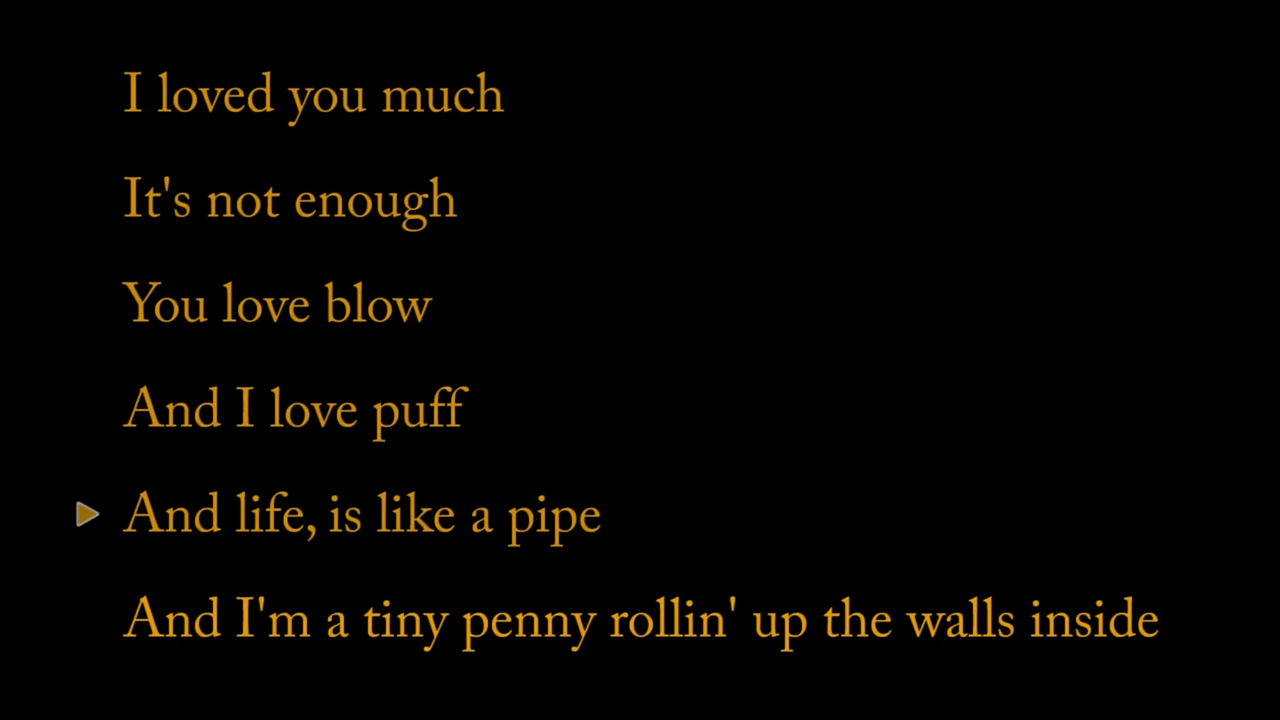 I loved you much
It's not enough
You love blow
And I love puff
And life, is like a pipe
And I'm a tiny penny rollin' up the walls inside